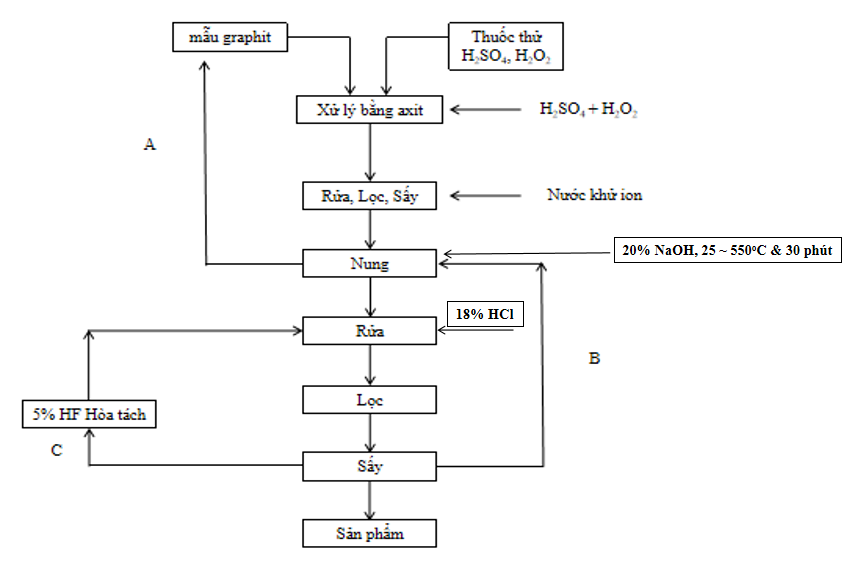 mẫu graphit
Thuốc thử
H₂SO₄, H₂O₂
Xử lý bằng axit
H₂SO₄ + H₂O₂
A
Rửa, Lọc, Sấy
Nước khử ion
20% NaOH, 25 ~ 550°C & 30 phút
Nung
18% HCl
Rửa
B
5% HF Hòa tách
Lọc
C
Sấy
Sản phẩm